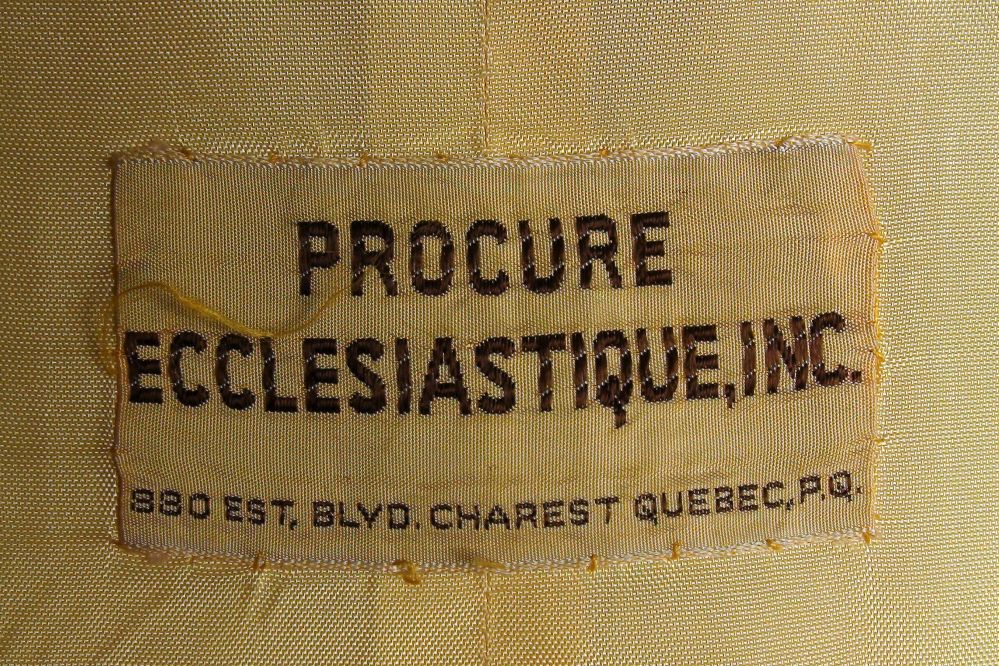 PROCURE
ECCLESIASTIQUE, INC.
880 EST, BLVD. CHAREST QUEBEC, P.Q.